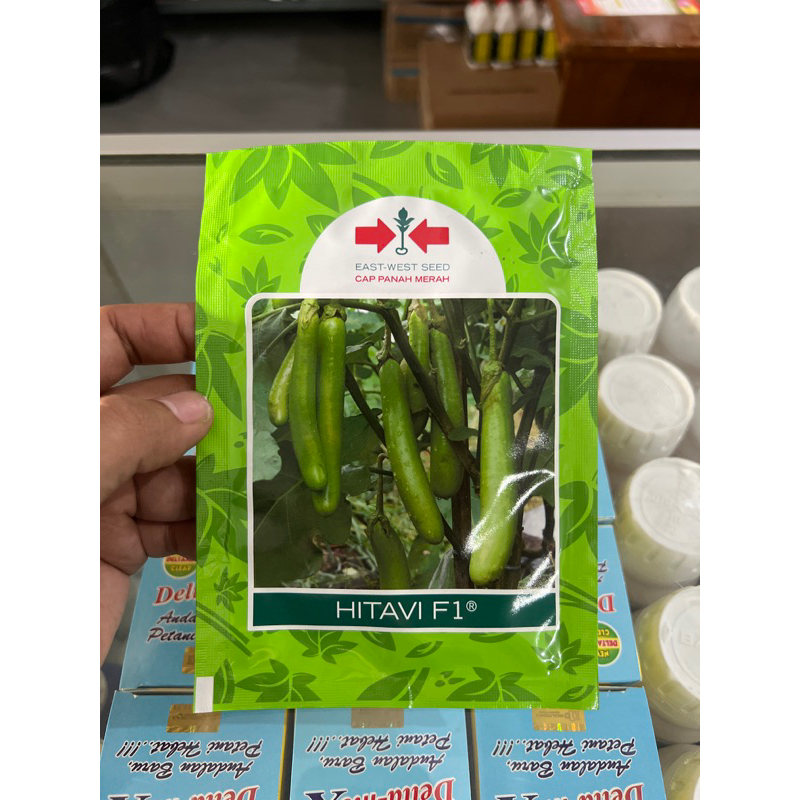 EAST-WEST SEED
CAP PANAH MERAH
HITAVI F1®
Andalan Baru,
Petani Hebat..!!!
Andalan Baru,
Petani Hebat..!!!
Andalan Baru,
Petani Hebat..!!!